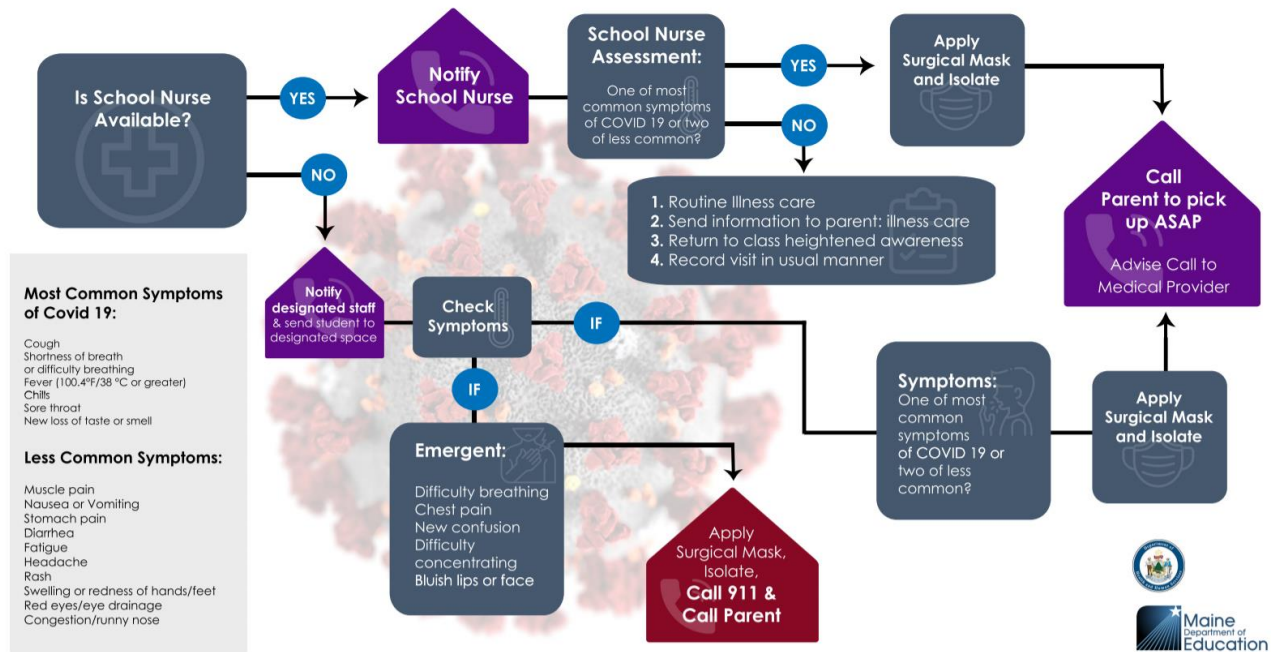 Is School Nurse
Available?
YES
NO
Notify
School Nurse
School Nurse
Assessment:
One of most
common symptoms
of COVID 19 or two
of less common?
YES
NO
Apply
Surgical Mask
and Isolate
Call
Parent to pick
up ASAP
Advise Call to
Medical Provider
1. Routine Illness care
2. Send information to parent: illness care
3. Return to class heightened awareness
4. Record visit in usual manner
Notify
designated staff
& send student to
designated space
Check
Symptoms
IF
IF
Emergent:
Difficulty breathing
Chest pain
New confusion
Difficulty
concentrating
Bluish lips or face
Apply
Surgical Mask,
Isolate,
Call 911 &
Call Parent
Symptoms:
One of most
common
symptoms
of COVID 19 or
two of less
common?
Apply
Surgical Mask
and Isolate
Most Common Symptoms
of Covid 19:
Cough
Shortness of breath
or difficulty breathing
Fever (100.4°F/38 °C or greater)
Chills
Sore throat
New loss of taste or smell
Less Common Symptoms:
Muscle pain
Nausea or Vomiting
Stomach pain
Diarrhea
Fatigue
Headache
Rash
Swelling or redness of hands/feet
Red eyes/eye drainage
Congestion/runny nose
Maine
Department of
Education